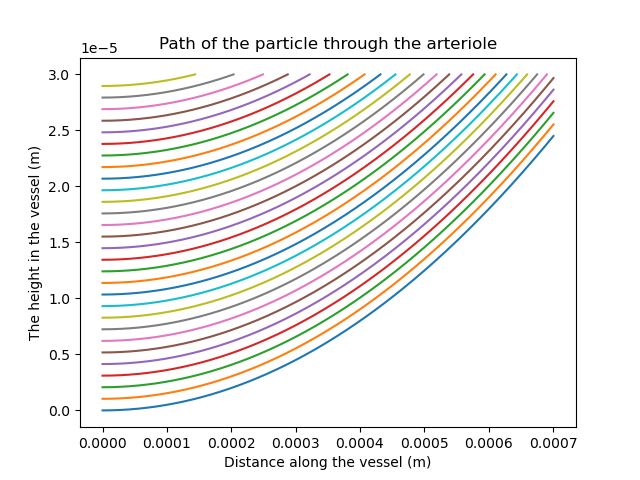 Path of the particle through the arteriole
1e−5
3.0
2.5
2.0
1.5
1.0
0.5
0.0
The height in the vessel (m)
0.0000 0.0001 0.0002 0.0003 0.0004 0.0005 0.0006 0.0007
Distance along the vessel (m)